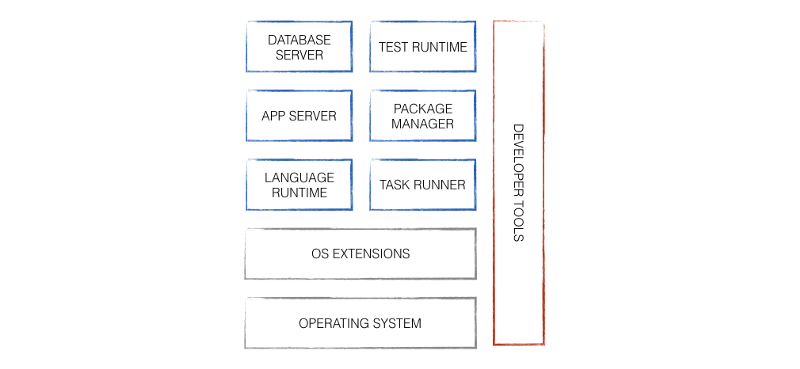 DATABASE
SERVER
TEST RUNTIME
APP SERVER
PACKAGE
MANAGER
LANGUAGE
RUNTIME
TASK RUNNER
OS EXTENSIONS
OPERATING SYSTEM
DEVELOPER TOOLS